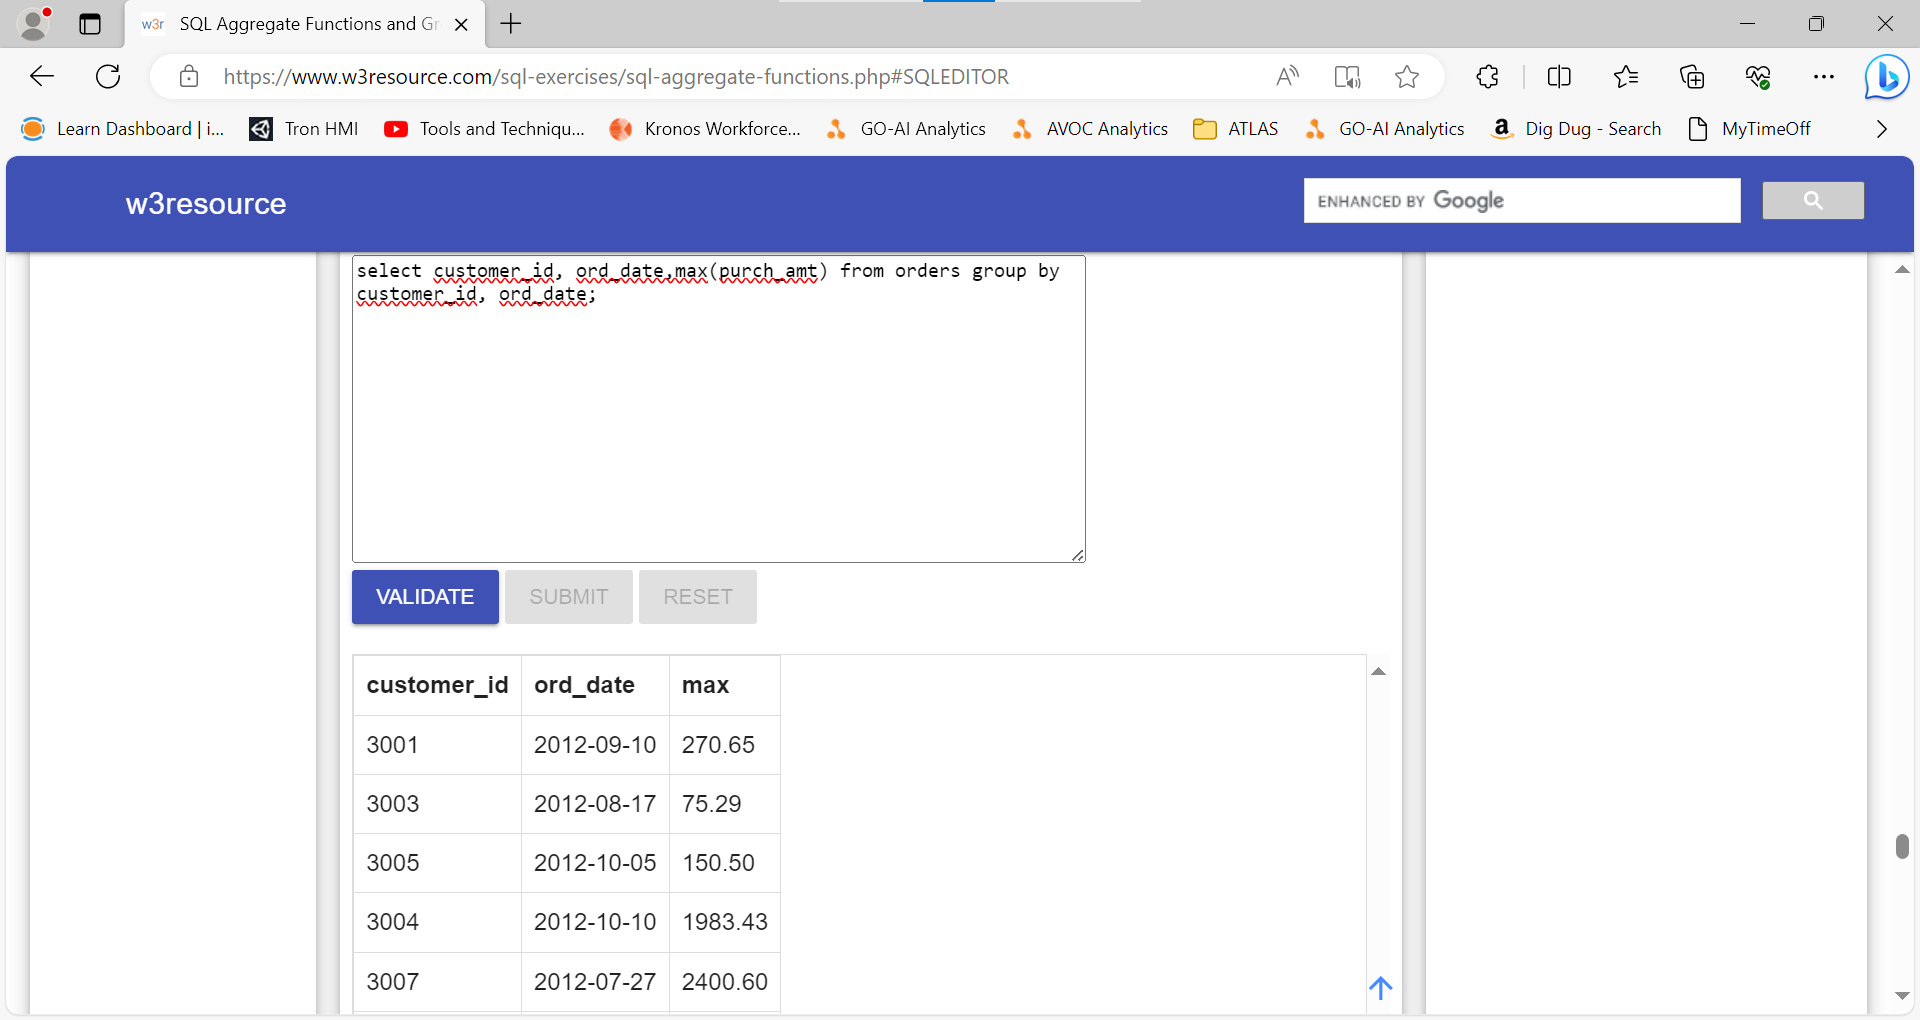 w3r SQL Aggregate Functions and Gr
https://www.w3resource.com/sql-exercises/sql-aggregate-functions.php#SQLEDITOR
Learn Dashboard | i... Tron HMI Tools and Techniqu... Kronos Workforce... GO-AI Analytics AVOC Analytics ATLAS GO-AI Analytics a Dig Dug - Search MyTimeOff
w3resource ENHANCED BY Google
select customer_id, ord_date,max(purch_amt) from orders group by
customer_id, ord_date;
VALIDATE SUBMIT RESET
customer_id ord_date max
3001 2012-09-10 270.65
3003 2012-08-17 75.29
3005 2012-10-05 150.50
3004 2012-10-10 1983.43
3007 2012-07-27 2400.60